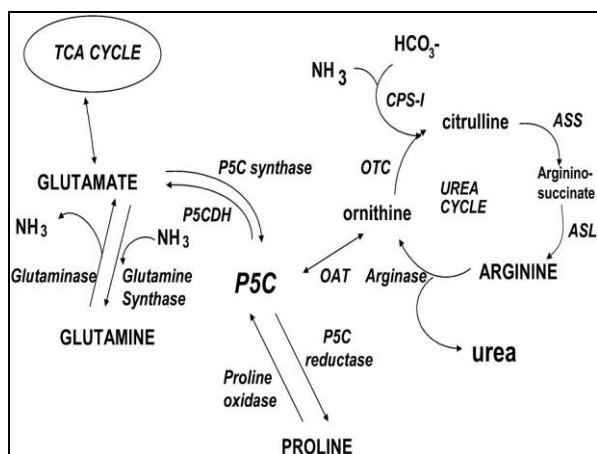 TCA CYCLE
HCO3-
NH3
CPS-I
citrulline
ASS
P5C synthase
OTC
UREA
CYCLE
Arginino-
succinate
GLUTAMATE
P5CDH
ornithine
ASL
NH3
NH3
Glutaminase
Glutamine
Synthase
P5C
OAT
Arginase
ARGININE
GLUTAMINE
P5C
reductase
urea
Proline
oxidase
PROLINE